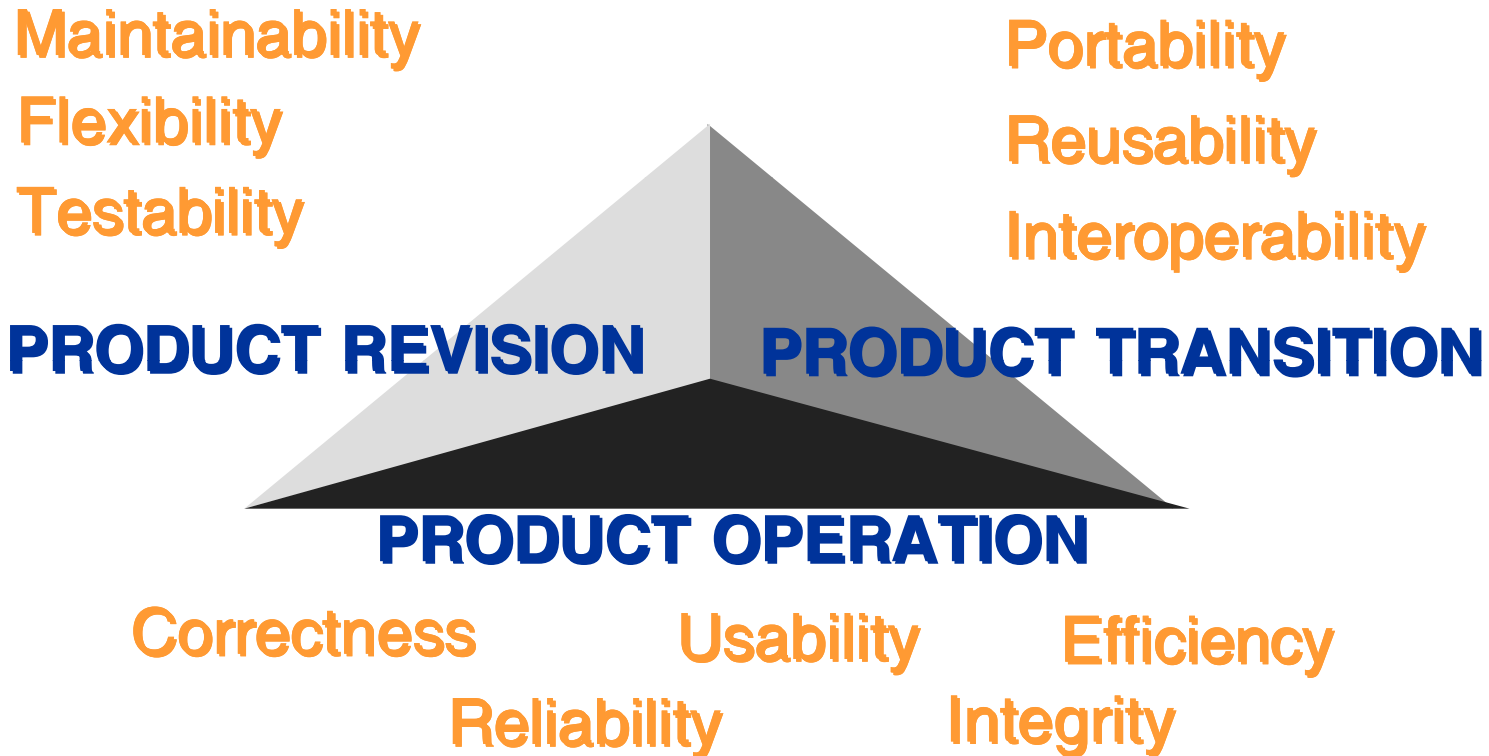 Maintainability
Flexibility
Testability
Portability
Reusability
Interoperability
PRODUCT REVISION
PRODUCT TRANSITION
PRODUCT OPERATION
Correctness
Usability
Efficiency
Reliability
Integrity